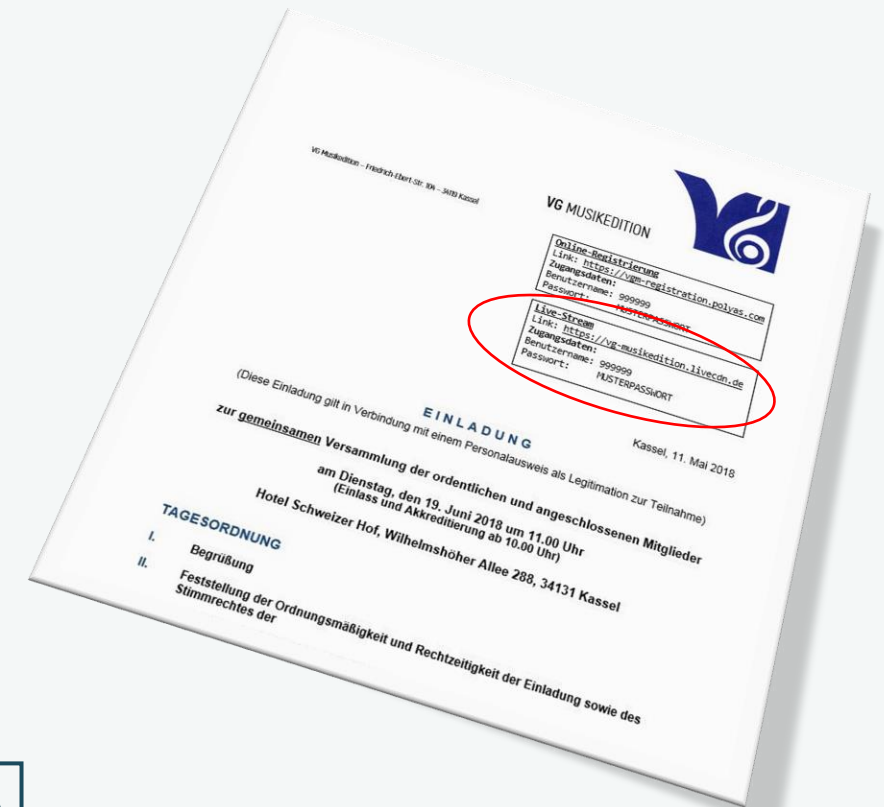 VG Musikedition – Friedrich-Ebert-Str. 104 – 34119 Kassel
VG MUSIKEDITION
Online-Registrierung
Link: https://vgm-registration.polyas.com
Zugangsdaten:
Benutzername: 999999
Passwort: MUSTERPASSWORT
Live-Stream
Link: https://vg-musikedition.livecdn.de
Zugangsdaten:
Benutzername: 999999
Passwort: MUSTERPASSWORT
Kassel, 11. Mai 2018
EINLADUNG
(Diese Einladung gilt in Verbindung mit einem Personalausweis als Legitimation zur Teilnahme)
zur gemeinsamen Versammlung der ordentlichen und angeschlossenen Mitglieder
am Dienstag, den 19. Juni 2018 um 11.00 Uhr
(Einlass und Akkreditierung ab 10.00 Uhr)
Hotel Schweizer Hof, Wilhelmshöher Allee 288, 34131 Kassel
TAGESORDNUNG
I. Begrüßung
II. Feststellung der Ordnungsmäßigkeit und Rechtzeitigkeit der Einladung sowie des
Stimmrechtes der